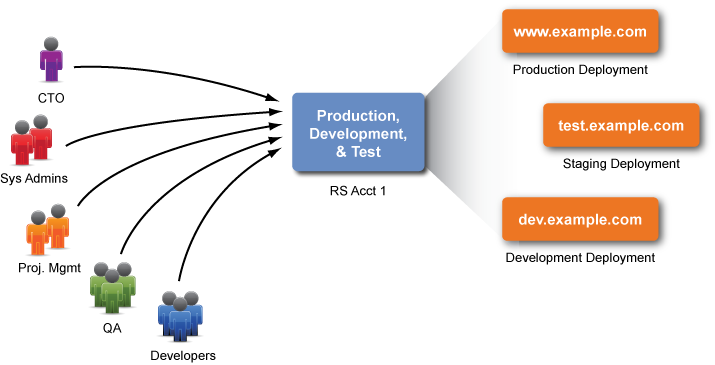 CTO
Sys Admins
Proj. Mgmt
QA
Developers
Production,
Development,
& Test
RS Acct 1
www.example.com
Production Deployment
test.example.com
Staging Deployment
dev.example.com
Development Deployment